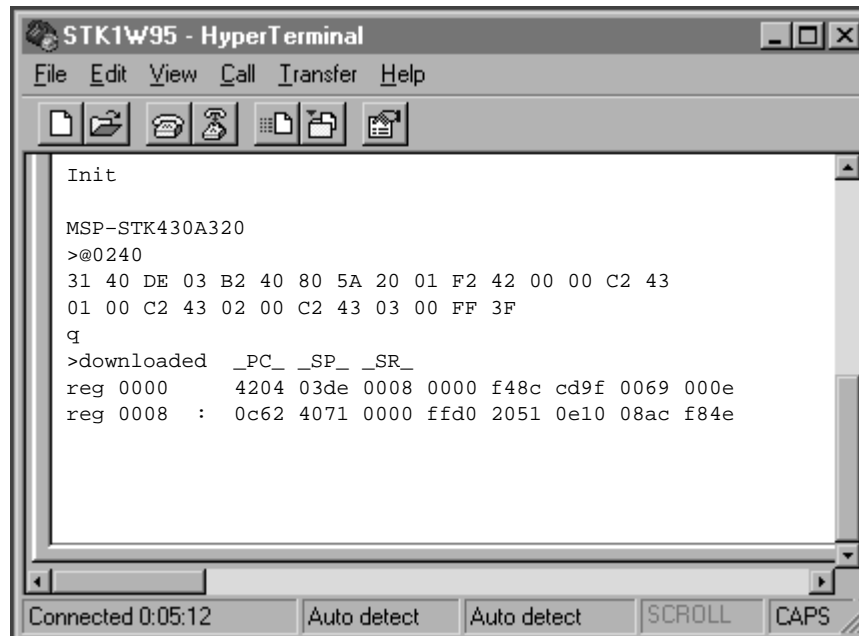 STK1W95 - HyperTerminal
File Edit View Call Transfer Help
Init
MSP-STK430A320
>@0240
31 40 DE 03 B2 40 80 5A 20 01 F2 42 00 00 C2 43
01 00 C2 43 02 00 C2 43 03 00 FF 3F
q
>downloaded _PC_ _SP_ _SR_
reg 0000 4204 03de 0008 0000 f48c cd9f 0069 000e
reg 0008 : 0c62 4071 0000 ffd0 2051 0e10 08ac f84e
Connected 0:05:12 Auto detect Auto detect SCROLL CAPS